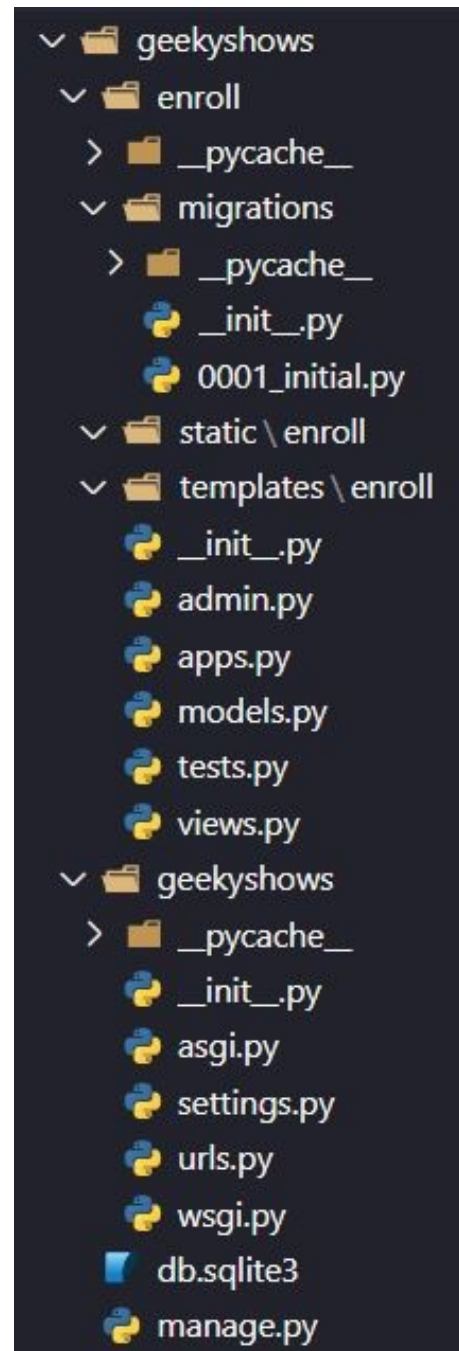 geekyshows
enroll
__pycache__
migrations
__pycache__
__init__.py
0001_initial.py
static\enroll
templates\enroll
__init__.py
admin.py
apps.py
models.py
tests.py
views.py
geekyshows
__pycache__
__init__.py
asgi.py
settings.py
urls.py
wsgi.py
db.sqlite3
manage.py